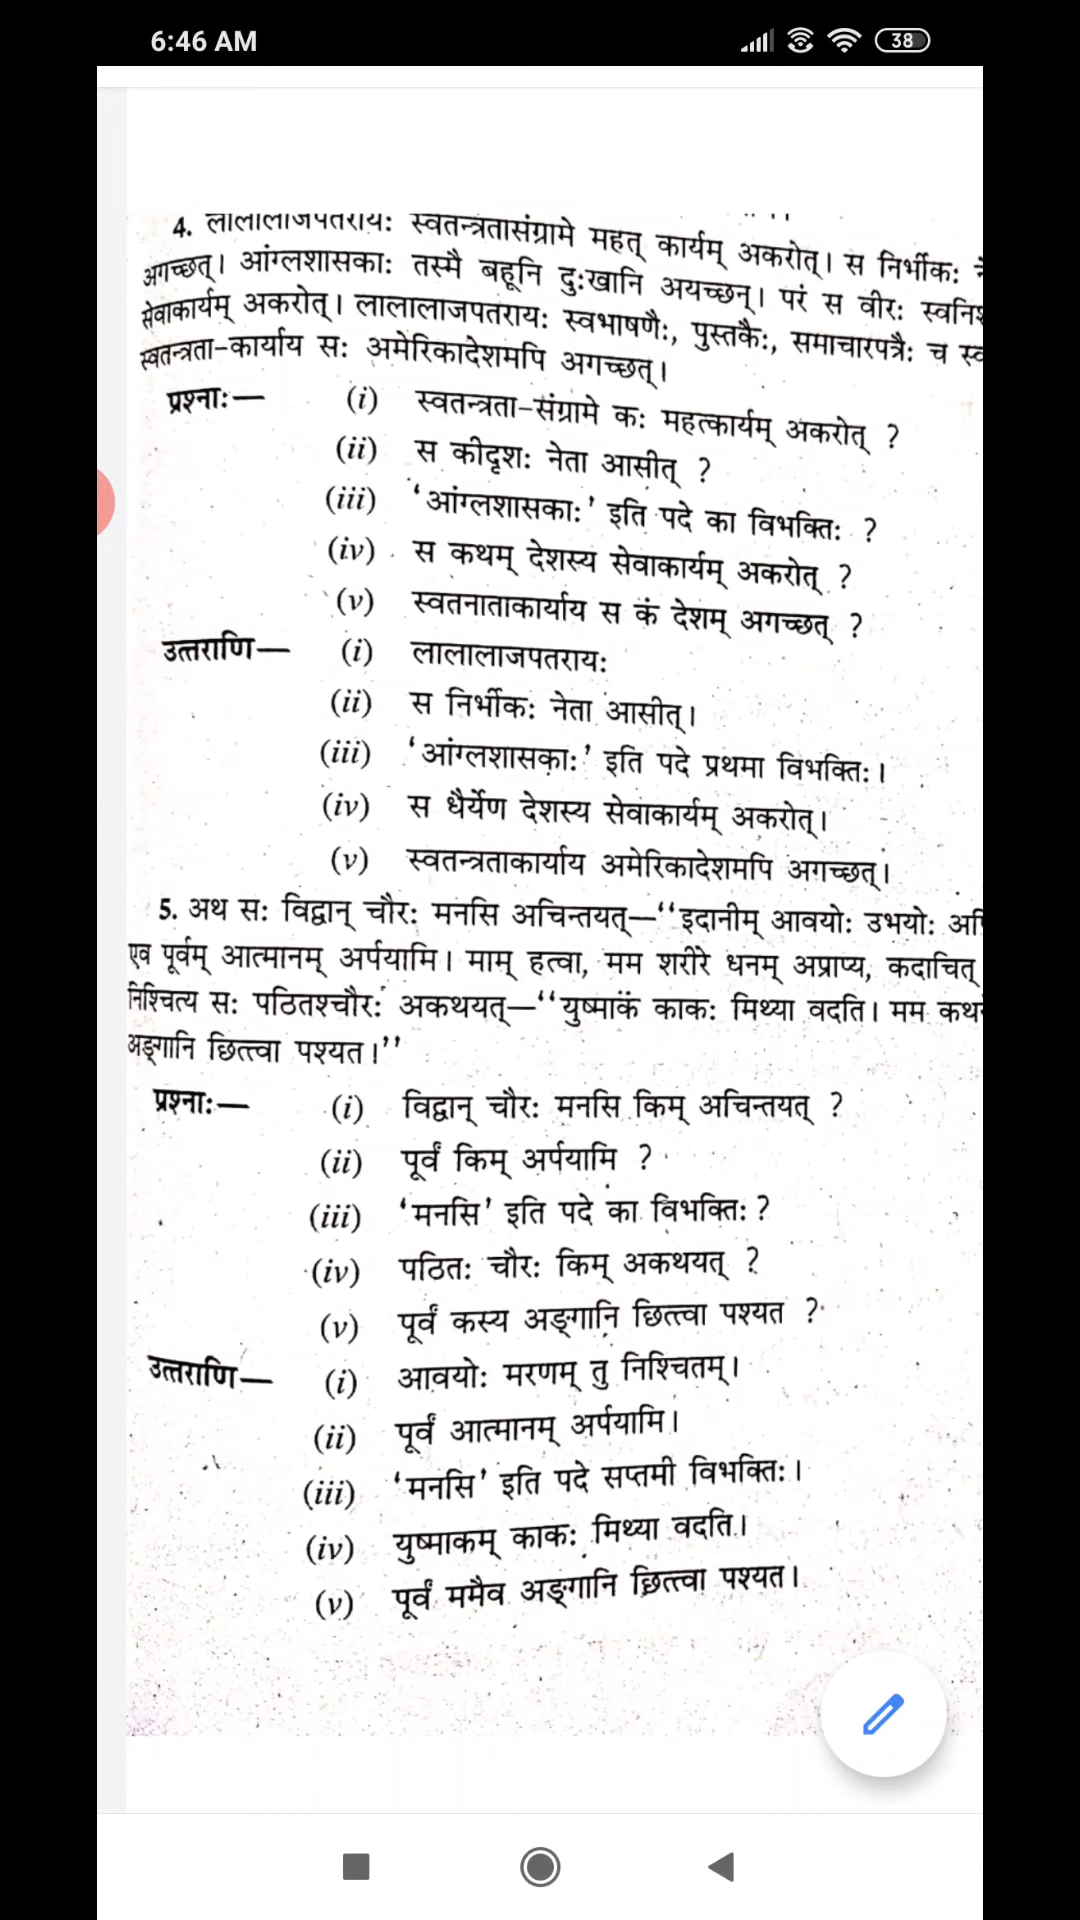 6:46 AM
38
4. लालालाजपतरायः स्वतन्त्रतासंग्रामे महत् कार्यम् अकरोत्। स निर्भीकः
अगच्छत्। आंग्लशासकाः तस्मै बहूनि दुःखानि अयच्छन्। परं स वीरः
सेवाकार्यम् अकरोत्। लालालाजपतरायः स्वभाषणैः, पुस्तकैः, समाचारपत्रैः च
स्वतन्त्रता-कार्याय सः अमेरिकादेशमपि अगच्छत्।
प्रश्नाः— (i) स्वतन्त्रता-संग्रामे कः महत्कार्यम् अकरोत् ?
(ii) स कीदृशः नेता आसीत् ?
(iii) ‘आंग्लशासकाः’ इति पदे का विभक्तिः ?
(iv) स कथम् देशस्य सेवाकार्यम् अकरोत् ?
(v) स्वतनाताकार्याय स कं देशम् अगच्छत् ?
उत्तराणि— (i) लालालाजपतरायः
(ii) स निर्भीकः नेता आसीत्।
(iii) ‘आंग्लशासकाः’ इति पदे प्रथमा विभक्तिः।
(iv) स धैर्येण देशस्य सेवाकार्यम् अकरोत्।
(v) स्वतन्त्रताकार्याय अमेरिकादेशमपि अगच्छत्।
5. अथ सः विद्वान् चौरः मनसि अचिन्तयत्—‘‘इदानीम् आवयोः उभयोः
एव पूर्वम् आत्मानम् अर्पयामि। माम् हत्वा, मम शरीरे धनम् अप्राप्य, कदाचित्
निश्चित्य सः पठितश्चौरः अकथयत्—‘‘युष्माकं काकः मिथ्या वदति। मम
अङ्गानि छित्त्वा पश्यत।’’
प्रश्नाः— (i) विद्वान् चौरः मनसि किम् अचिन्तयत् ?
(ii) पूर्वं किम् अर्पयामि ?
(iii) ‘मनसि’ इति पदे का विभक्तिः ?
(iv) पठितः चौरः किम् अकथयत् ?
(v) पूर्वं कस्य अङ्गानि छित्त्वा पश्यत ?
उत्तराणि— (i) आवयोः मरणम् तु निश्चितम्।
(ii) पूर्वं आत्मानम् अर्पयामि।
(iii) ‘मनसि’ इति पदे सप्तमी विभक्तिः।
(iv) युष्माकम् काकः मिथ्या वदति।
(v) पूर्वं ममैव अङ्गानि छित्त्वा पश्यत।